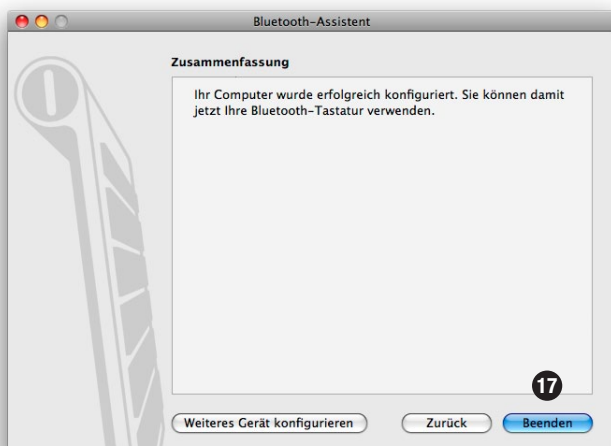 Bluetooth-Assistent
Zusammenfassung
Ihr Computer wurde erfolgreich konfiguriert. Sie können damit
jetzt Ihre Bluetooth-Tastatur verwenden.
17
Weiteres Gerät konfigurieren Zurück Beenden